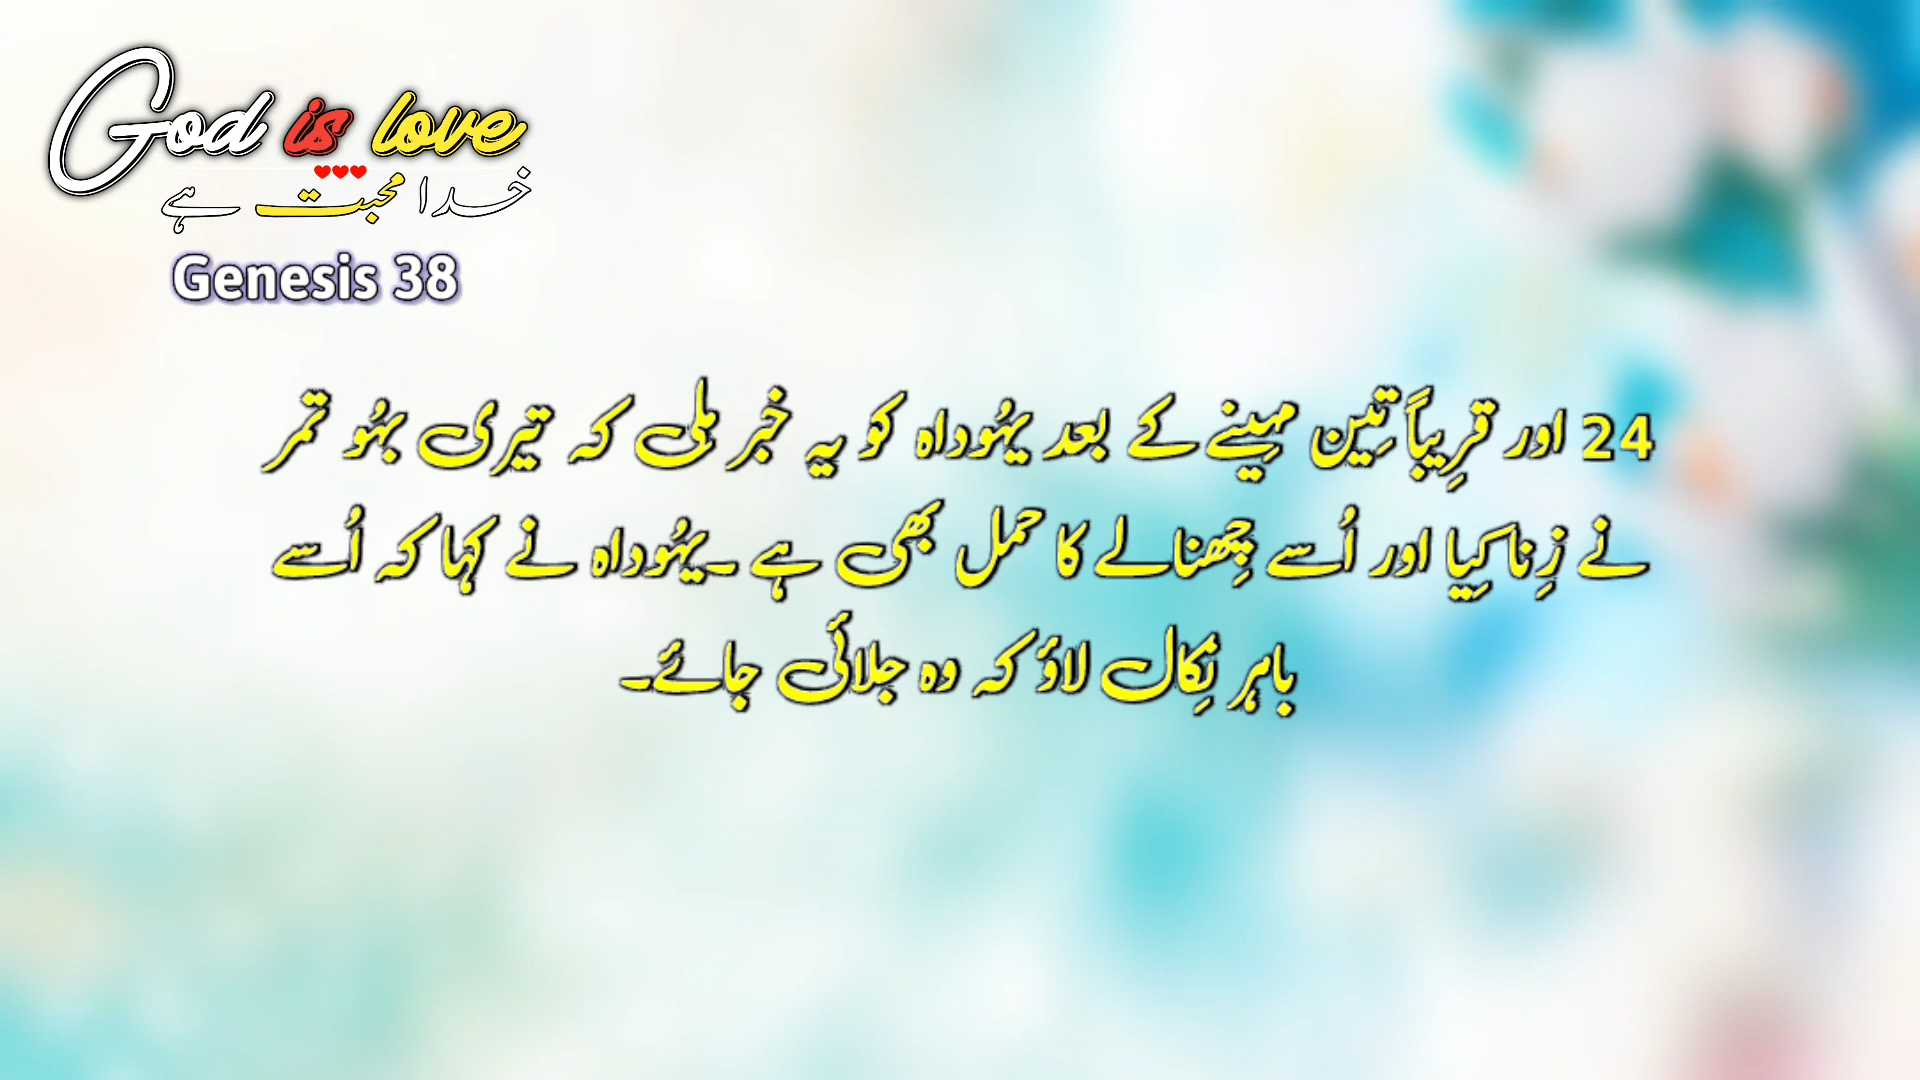 God is love
خدا محبت ہے
Genesis 38
24 اور قرِیباً تِین مہِینے کے بعد یہُوداہ کو یہ خبر مِلی کہ تیری بہُو تمر
نے زِنا کِیا اور اُسے چِھنالے کا حمل بھی ہے ۔یہُوداہ نے کہا کہ اُسے
باہر نِکال لاؤ کہ وہ جلائی جائے۔